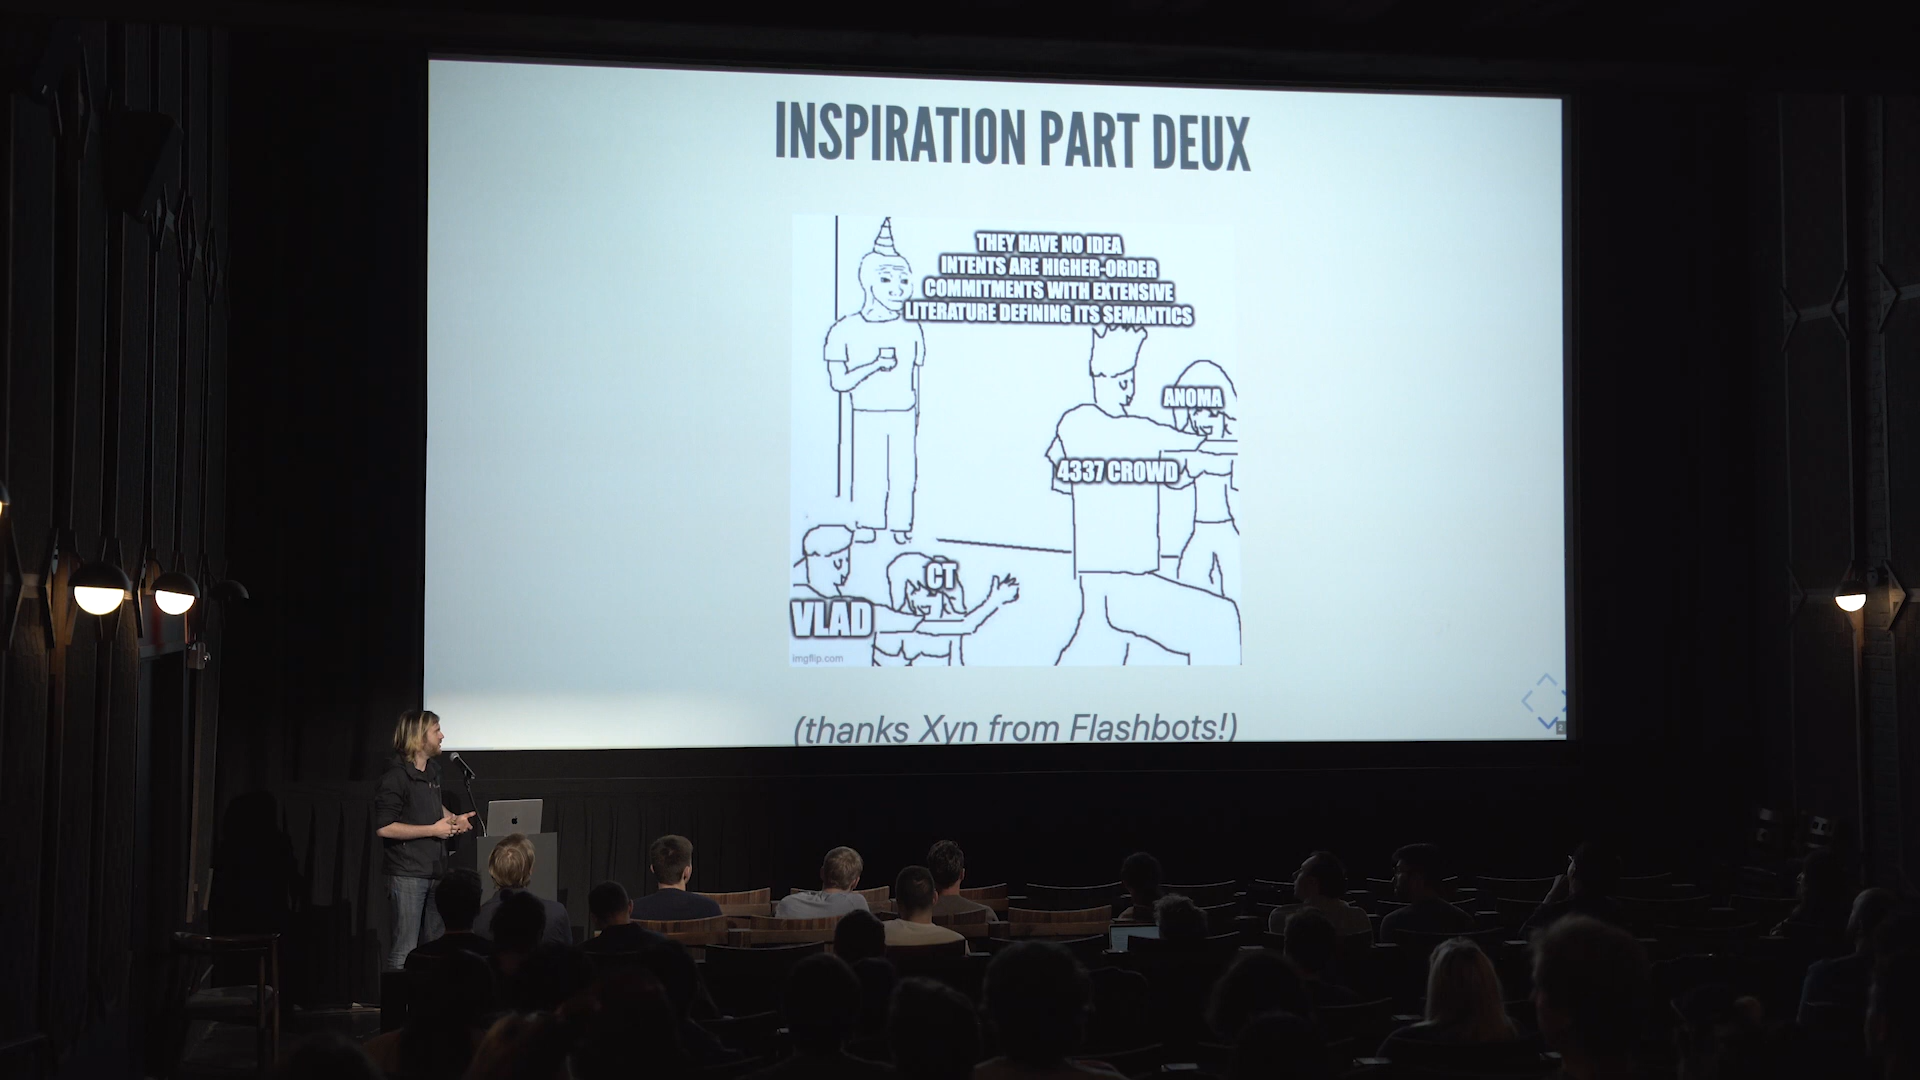 INSPIRATION PART DEUX
THEY HAVE NO IDEA
INTENTS ARE HIGHER-ORDER
COMMITMENTS WITH EXTENSIVE
LITERATURE DEFINING ITS SEMANTICS
ANOMA
4337 CROWD
CT
VLAD
imgflip.com
(thanks Xyn from Flashbots!)